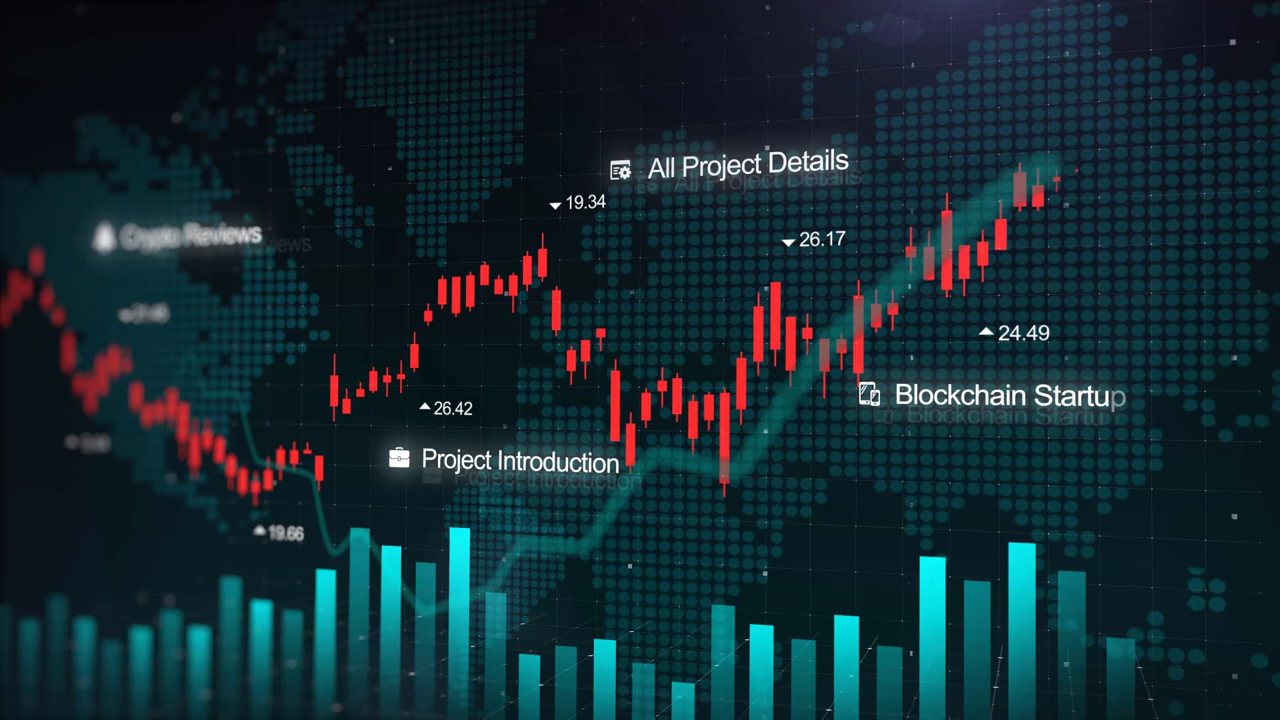 All Project Details
19.34
Crypto Reviews
26.17
24.49
Blockchain Startup
26.42
Project Introduction
19.66